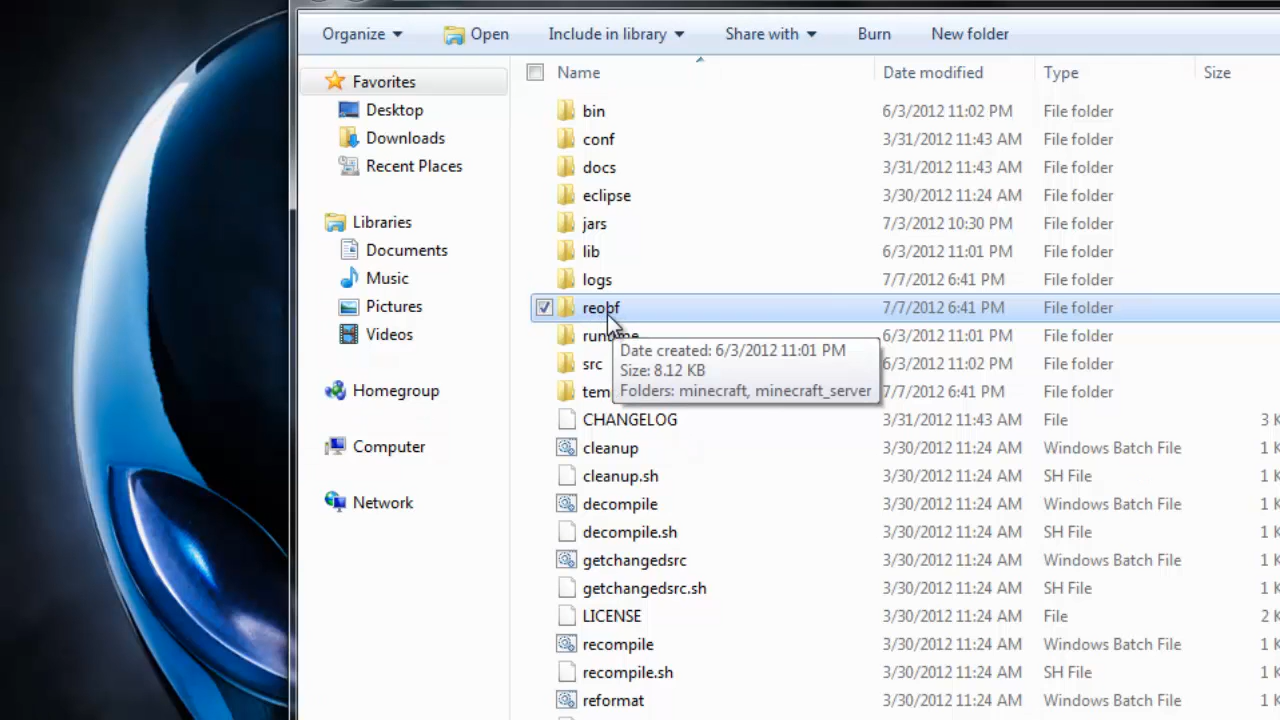 Organize Open Include in library Share with Burn New folder
Name Date modified Type Size
Favorites
Desktop
Downloads
Recent Places
Libraries
Documents
Music
Pictures
Videos
Homegroup
Computer
Network
bin 6/3/2012 11:02 PM File folder
conf 3/31/2012 11:43 AM File folder
docs 3/31/2012 11:43 AM File folder
eclipse 3/30/2012 11:24 AM File folder
jars 7/3/2012 10:30 PM File folder
lib 6/3/2012 11:01 PM File folder
logs 7/7/2012 6:41 PM File folder
reobf 7/7/2012 6:41 PM File folder
runtime 6/3/2012 11:01 PM File folder
src 6/3/2012 11:02 PM File folder
tem 7/7/2012 6:41 PM File folder
Date created: 6/3/2012 11:01 PM
Size: 8.12 KB
Folders: minecraft, minecraft_server
CHANGELOG 3/31/2012 11:43 AM File 3 K
cleanup 3/30/2012 11:24 AM Windows Batch File 1 K
cleanup.sh 3/30/2012 11:24 AM SH File 1 K
decompile 3/30/2012 11:24 AM Windows Batch File 1 K
decompile.sh 3/30/2012 11:24 AM SH File 1 K
getchangedsrc 3/30/2012 11:24 AM Windows Batch File 1 K
getchangedsrc.sh 3/30/2012 11:24 AM SH File 1 K
LICENSE 3/30/2012 11:24 AM File 2 K
recompile 3/30/2012 11:24 AM Windows Batch File 1 K
recompile.sh 3/30/2012 11:24 AM SH File 1 K
reformat 3/30/2012 11:24 AM Windows Batch File 1 K